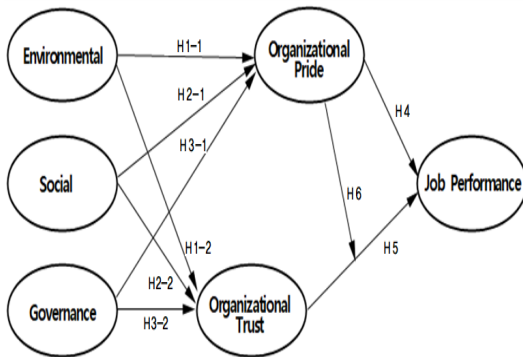 Environmental
H1-1
Organizational
Pride
H2-1
H3-1
H4
Social
Job Performance
H6
H1-2
H5
H2-2
Governance
H3-2
Organizational
Trust